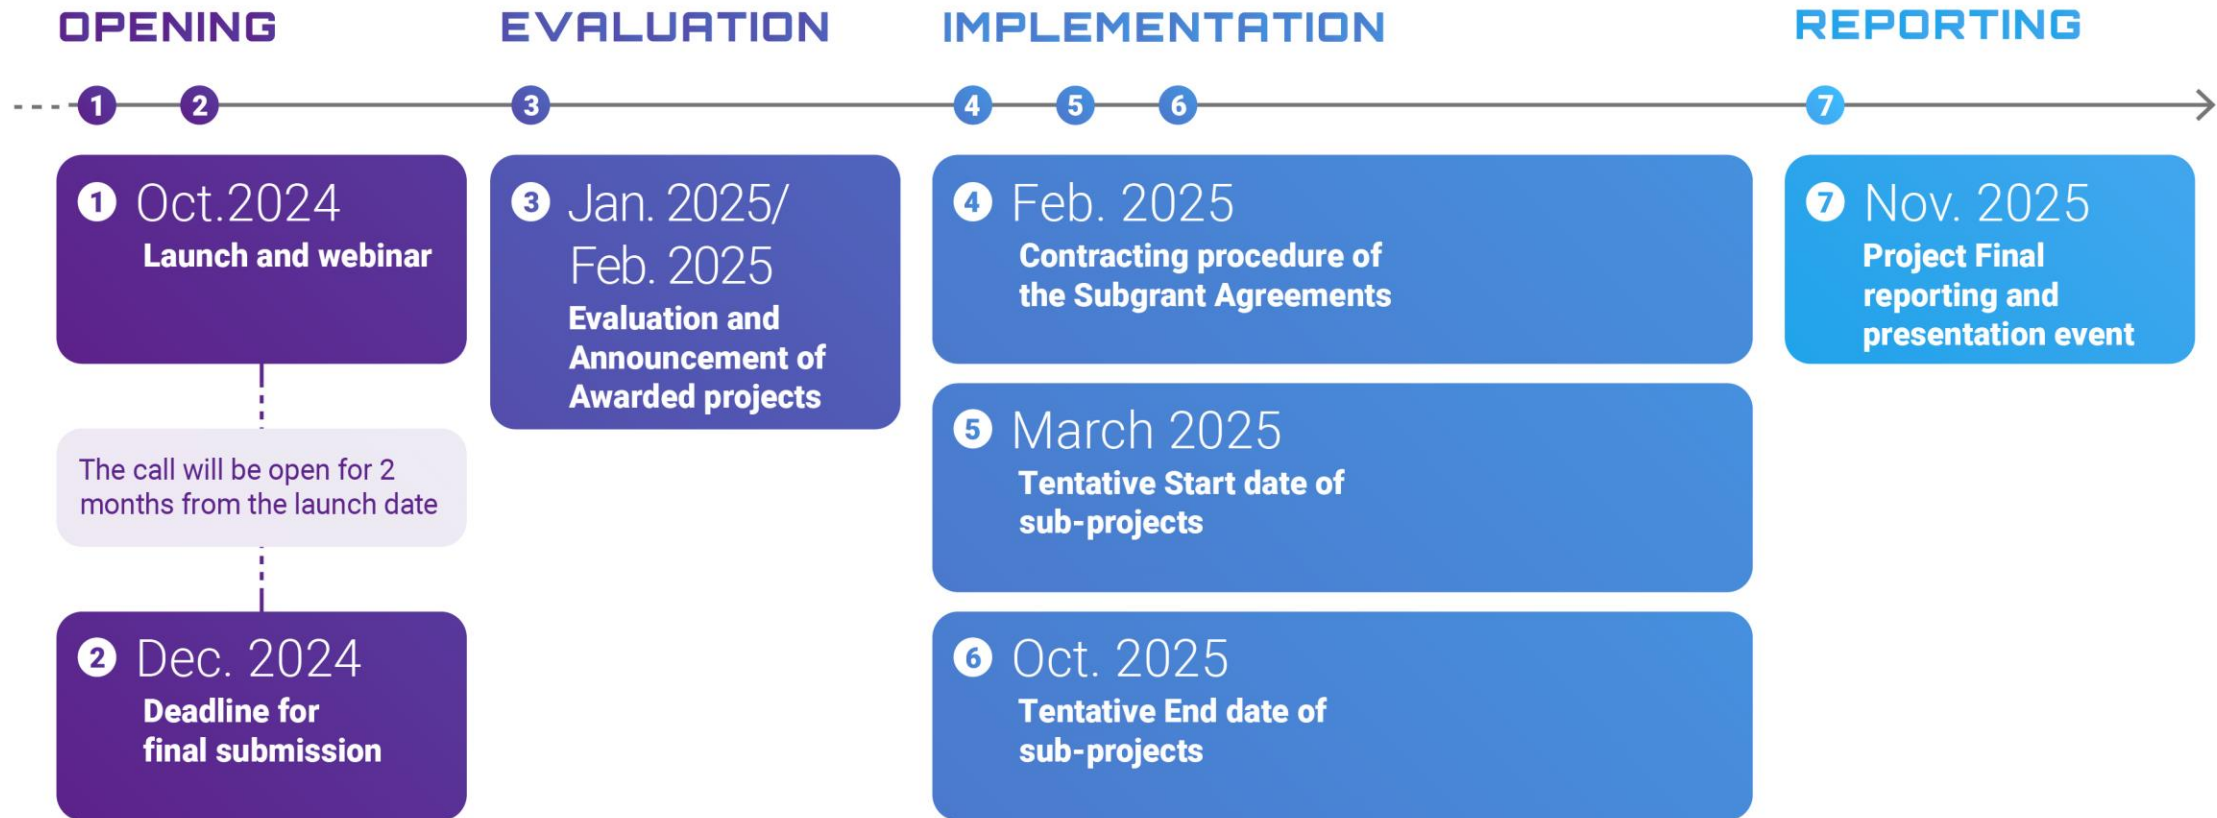 OPENING
EVALUATION
IMPLEMENTATION
REPORTING
1
2
3
4
5
6
7
1 Oct.2024
Launch and webinar
The call will be open for 2
months from the launch date
2 Dec. 2024
Deadline for
final submission
3 Jan. 2025/
Feb. 2025
Evaluation and
Announcement of
Awarded projects
4 Feb. 2025
Contracting procedure of
the Subgrant Agreements
5 March 2025
Tentative Start date of
sub-projects
6 Oct. 2025
Tentative End date of
sub-projects
7 Nov. 2025
Project Final
reporting and
presentation event